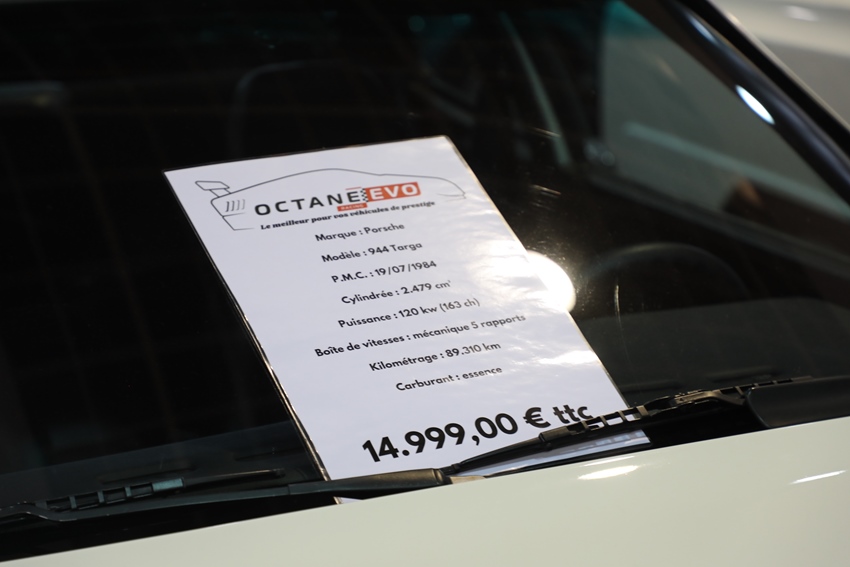 OCTANE EVO
RACING
Le meilleur pour vos véhicules de prestige
Marque : Porsche
Modèle : 944 Targa
P.M.C. : 19/07/1984
Cylindrée : 2.479 cm³
Puissance : 120 kw (163 ch)
Boîte de vitesses : mécanique 5 rapports
Kilométrage : 89.310 km
Carburant : essence
14.999,00 € ttc